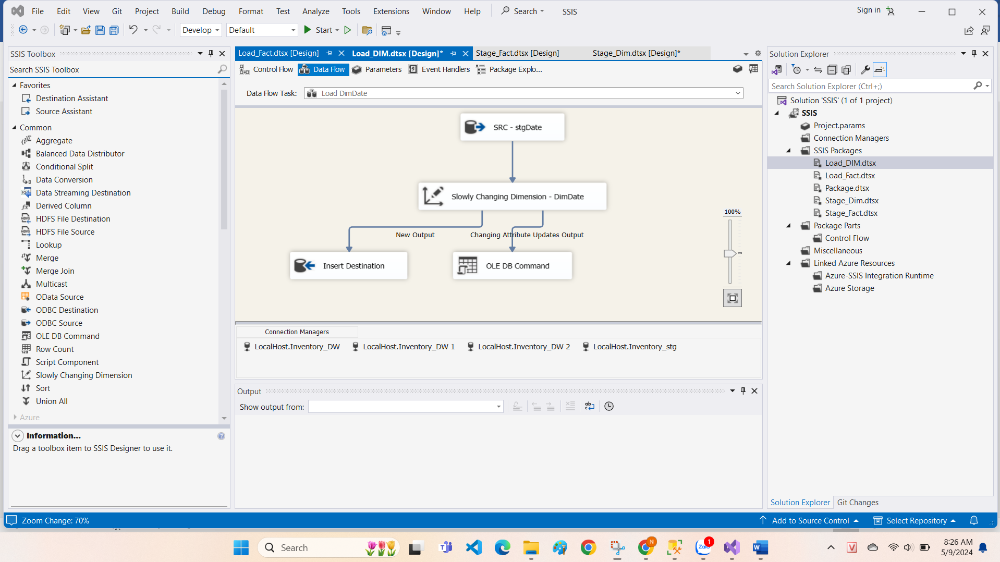 File Edit View Git Project Build Debug Format Test Analyze Tools Extensions Window Help Search SSIS Sign in
Develop Default Start
SSIS Toolbox
Search SSIS Toolbox
Favorites
Destination Assistant
Source Assistant
Common
Aggregate
Balanced Data Distributor
Conditional Split
Data Conversion
Data Streaming Destination
Derived Column
HDFS File Destination
HDFS File Source
Lookup
Merge
Merge Join
Multicast
OData Source
ODBC Destination
ODBC Source
OLE DB Command
Row Count
Script Component
Slowly Changing Dimension
Sort
Union All
Azure
Information...
Drag a toolbox item to SSIS Designer to use it.
Load_Fact.dtsx [Design] Load_DIM.dtsx [Design]* Stage_Fact.dtsx [Design] Stage_Dim.dtsx [Design]*
Control Flow Data Flow Parameters Event Handlers Package Explo...
Data Flow Task: Load DimDate
SRC - stgDate
Slowly Changing Dimension - DimDate
New Output Changing Attribute Updates Output
Insert Destination OLE DB Command
100%
Connection Managers
LocalHost.Inventory_DW LocalHost.Inventory_DW 1 LocalHost.Inventory_DW 2 LocalHost.Inventory_stg
Output
Show output from:
Solution Explorer
Search Solution Explorer (Ctrl+;)
Solution 'SSIS' (1 of 1 project)
SSIS
Project.params
Connection Managers
SSIS Packages
Load_DIM.dtsx
Load_Fact.dtsx
Package.dtsx
Stage_Dim.dtsx
Stage_Fact.dtsx
Package Parts
Control Flow
Miscellaneous
Linked Azure Resources
Azure-SSIS Integration Runtime
Azure Storage
Solution Explorer Git Changes
Zoom Change: 70% Add to Source Control Select Repository
Search
N
Zalo
1
V
8:26 AM
5/9/2024